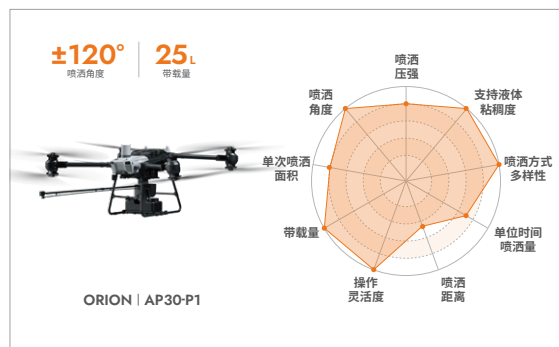 ±120°
喷洒角度
25L
带载量
ORION | AP30-P1
喷洒
压强
支持液体
粘稠度
喷洒方式
多样性
单位时间
喷洒量
喷洒
距离
操作
灵活度
带载量
单次喷洒
面积
喷洒
角度